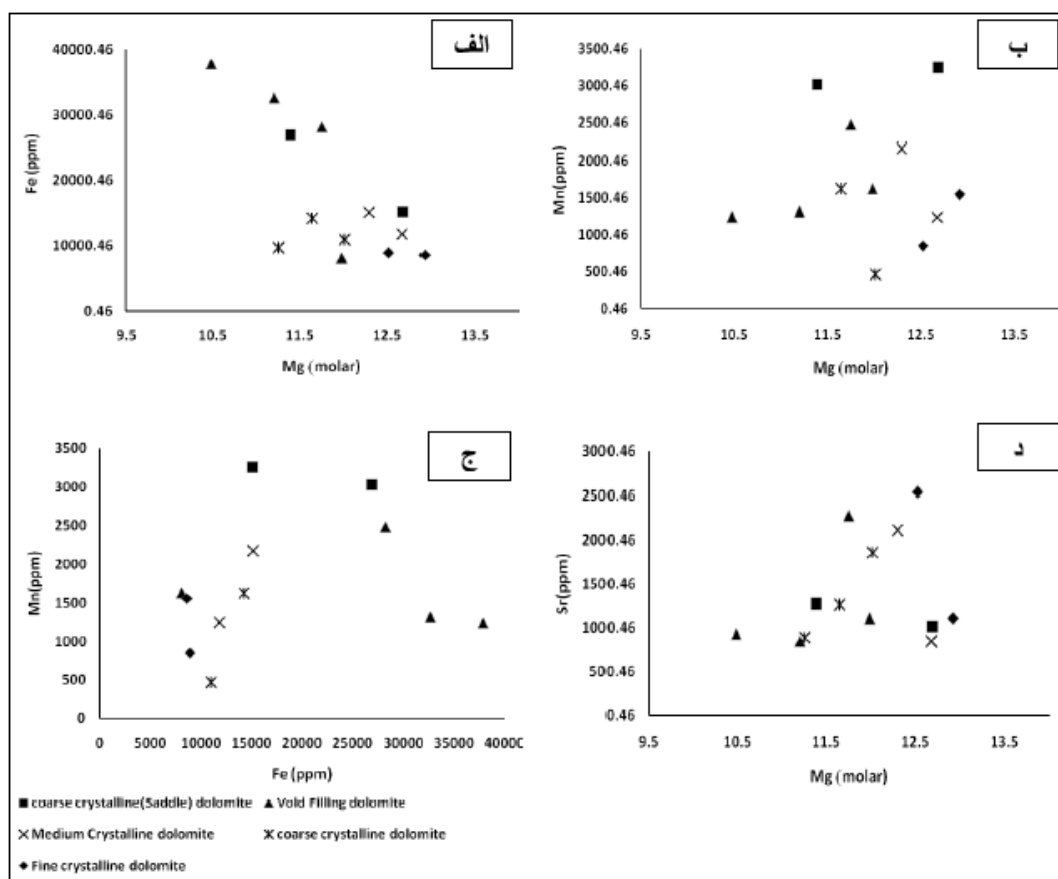 الف
40000.46
30000.46
20000.46
10000.46
0.46
Fe (ppm)
9.5 10.5 11.5 12.5 13.5
Mg (molar)
ب
3500.46
3000.46
2500.46
2000.46
1500.46
1000.46
500.46
0.46
Mn(ppm)
9.5 10.5 11.5 12.5 13.5
Mg (molar)
ج
3500
3000
2500
2000
1500
1000
500
0
Mn(ppm)
0 5000 10000 15000 20000 25000 30000 35000 40000
Fe (ppm)
د
3000.46
2500.46
2000.46
1500.46
1000.46
500.46
0.46
Sr(ppm)
9.5 10.5 11.5 12.5 13.5
Mg (molar)
coarse crystalline(Saddle) dolomite Void Filling dolomite
Medium Crystalline dolomite coarse crystalline dolomite
Fine crystalline dolomite